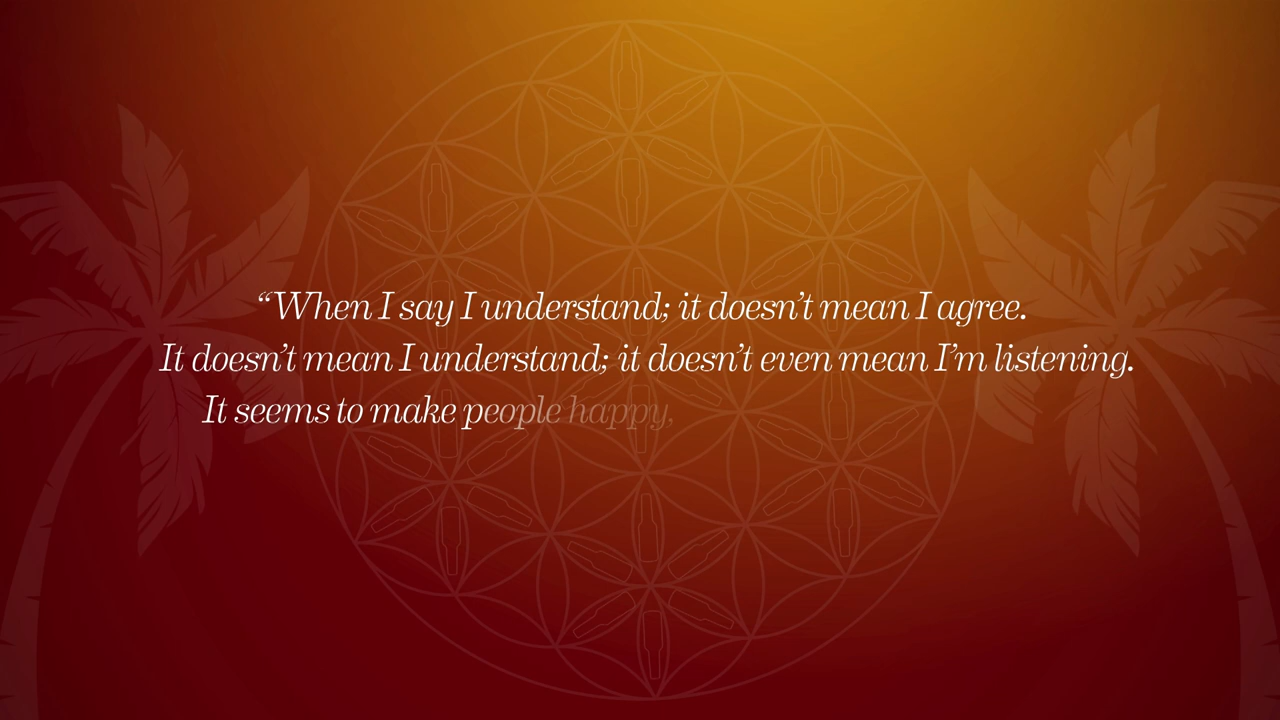 “When I say I understand; it doesn’t mean I agree.
It doesn’t mean I understand; it doesn’t even mean I’m listening.
It seems to make people happy,